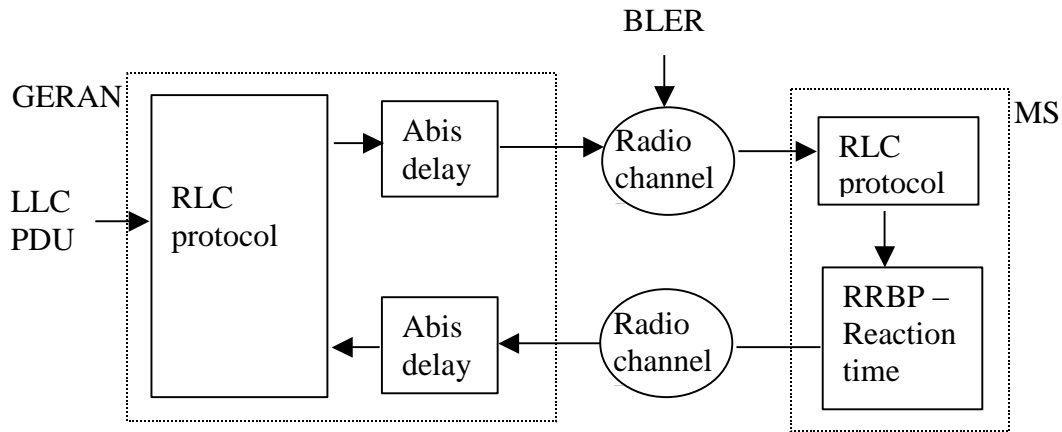 BLER
GERAN
MS
LLC
PDU
RLC
protocol
Abis
delay
Radio
channel
RLC
protocol
Abis
delay
Radio
channel
RRBP –
Reaction
time